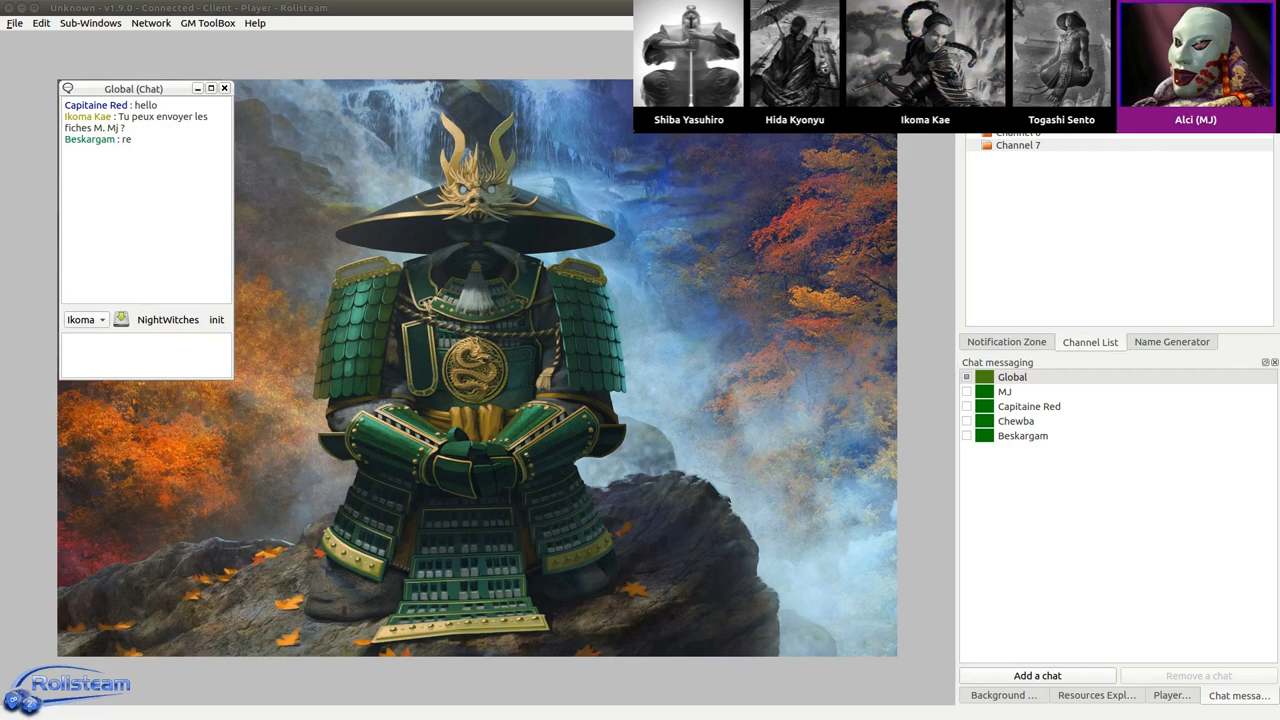 Unknown - v1.9.0 - Connected - Client - Player - Rolisteam
File Edit Sub-Windows Network GM ToolBox Help
Shiba Yasuhiro
Hida Kyonyu
Ikoma Kae
Togashi Sento
Alci (MJ)
Global (Chat)
Capitaine Red : hello
Ikoma Kae : Tu peux envoyer les
fiches M. Mj ?
Beskargam : re
Ikoma
NightWitches
init
Channel 7
Notification Zone
Channel List
Name Generator
Chat messaging
Global
MJ
Capitaine Red
Chewba
Beskargam
Add a chat
Remove a chat
Background ...
Resources Expl...
Player...
Chat messa...
Rolisteam